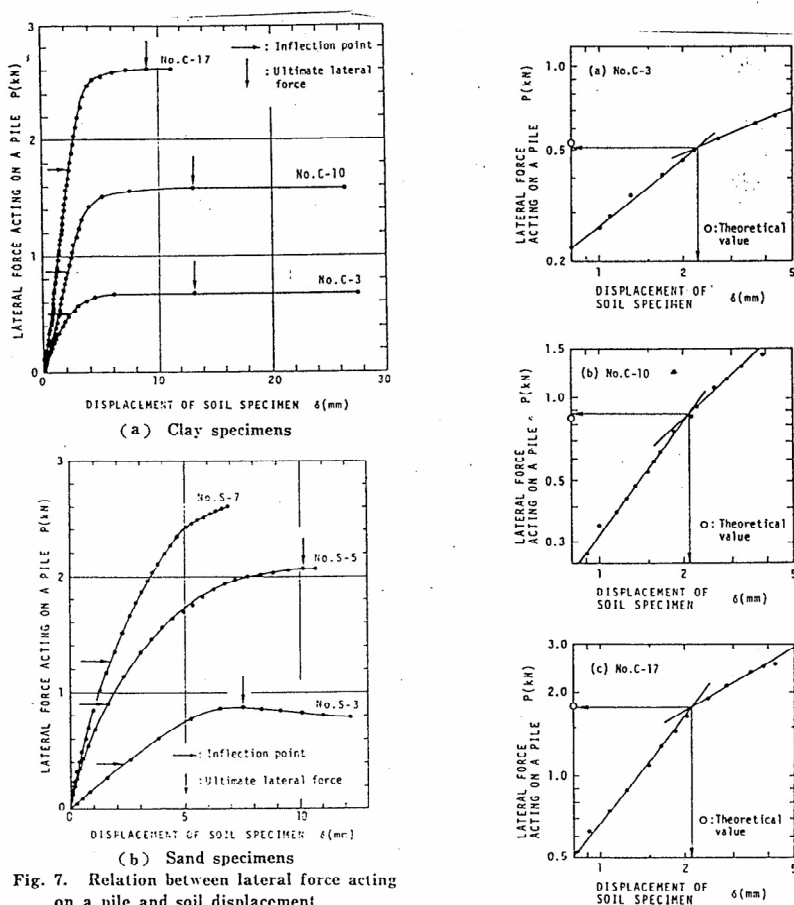 3
2
1
0
0
10
20
30
No.C-17
: Inflection point
: Ultimate lateral
force
No.C-10
No.C-3
LATERAL FORCE ACTING ON A PILE P(kN)
DISPLACEMENT OF SOIL SPECIMEN δ(mm)
(a) Clay specimens
3
2
1
0
0
5
10
No.S-7
No.S-5
No.S-3
: Inflection point
: Ultimate lateral force
LATERAL FORCE ACTING ON A PILE P(kN)
DISPLACEMENT OF SOIL SPECIMEN δ(mm)
(b) Sand specimens
Fig. 7. Relation between lateral force acting
on a pile and soil displacement
(a) No.C-3
1.0
0.5
0.2
1
2
5
O:Theoretical
value
LATERAL FORCE
ACTING ON A PILE P(kN)
DISPLACEMENT OF
SOIL SPECIMEN δ(mm)
(b) No.C-10
1.5
1.0
0.5
0.3
1
2
5
O:Theoretical
value
LATERAL FORCE
ACTING ON A PILE P(kN)
DISPLACEMENT OF
SOIL SPECIMEN δ(mm)
(c) No.C-17
3.0
2.0
1.0
0.5
1
2
5
O:Theoretical
value
LATERAL FORCE
ACTING ON A PILE P(kN)
DISPLACEMENT OF
SOIL SPECIMEN δ(mm)